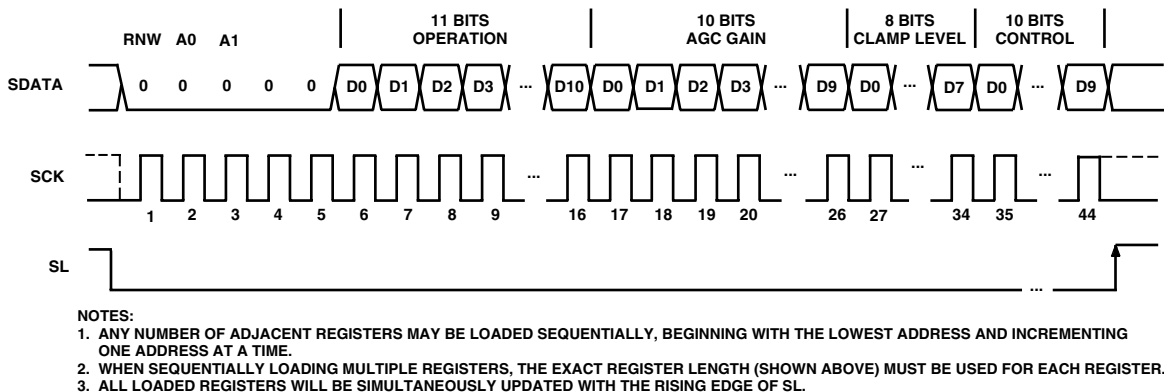 11 BITS 10 BITS 8 BITS 10 BITS
RNW A0 A1 OPERATION AGC GAIN CLAMP LEVEL CONTROL
SDATA 0 0 0 0 0 D0 D1 D2 D3 ... D10 D0 D1 D2 D3 ... D9 D0 ... D7 D0 ... D9
SCK ... ... ... ...
1 2 3 4 5 6 7 8 9 16 17 18 19 20 26 27 34 35 44
SL ...
NOTES:
1. ANY NUMBER OF ADJACENT REGISTERS MAY BE LOADED SEQUENTIALLY, BEGINNING WITH THE LOWEST ADDRESS AND INCREMENTING
ONE ADDRESS AT A TIME.
2. WHEN SEQUENTIALLY LOADING MULTIPLE REGISTERS, THE EXACT REGISTER LENGTH (SHOWN ABOVE) MUST BE USED FOR EACH REGISTER.
3. ALL LOADED REGISTERS WILL BE SIMULTANEOUSLY UPDATED WITH THE RISING EDGE OF SL.